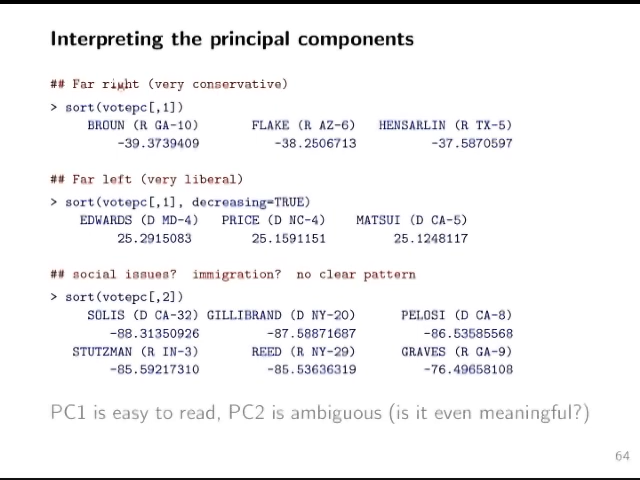 Interpreting the principal components
## Far right (very conservative)
> sort(votepc[,1])
BROUN (R GA-10) FLAKE (R AZ-6) HENSARLIN (R TX-5)
-39.3739409 -38.2506713 -37.5870597
## Far left (very liberal)
> sort(votepc[,1], decreasing=TRUE)
EDWARDS (D MD-4) PRICE (D NC-4) MATSUI (D CA-5)
25.2915083 25.1591151 25.1248117
## social issues? immigration? no clear pattern
> sort(votepc[,2])
SOLIS (D CA-32) GILLIBRAND (D NY-20) PELOSI (D CA-8)
-88.31350926 -87.58871687 -86.53585568
STUTZMAN (R IN-3) REED (R NY-29) GRAVES (R GA-9)
-85.59217310 -85.53636319 -76.49658108
PC1 is easy to read, PC2 is ambiguous (is it even meaningful?)
64